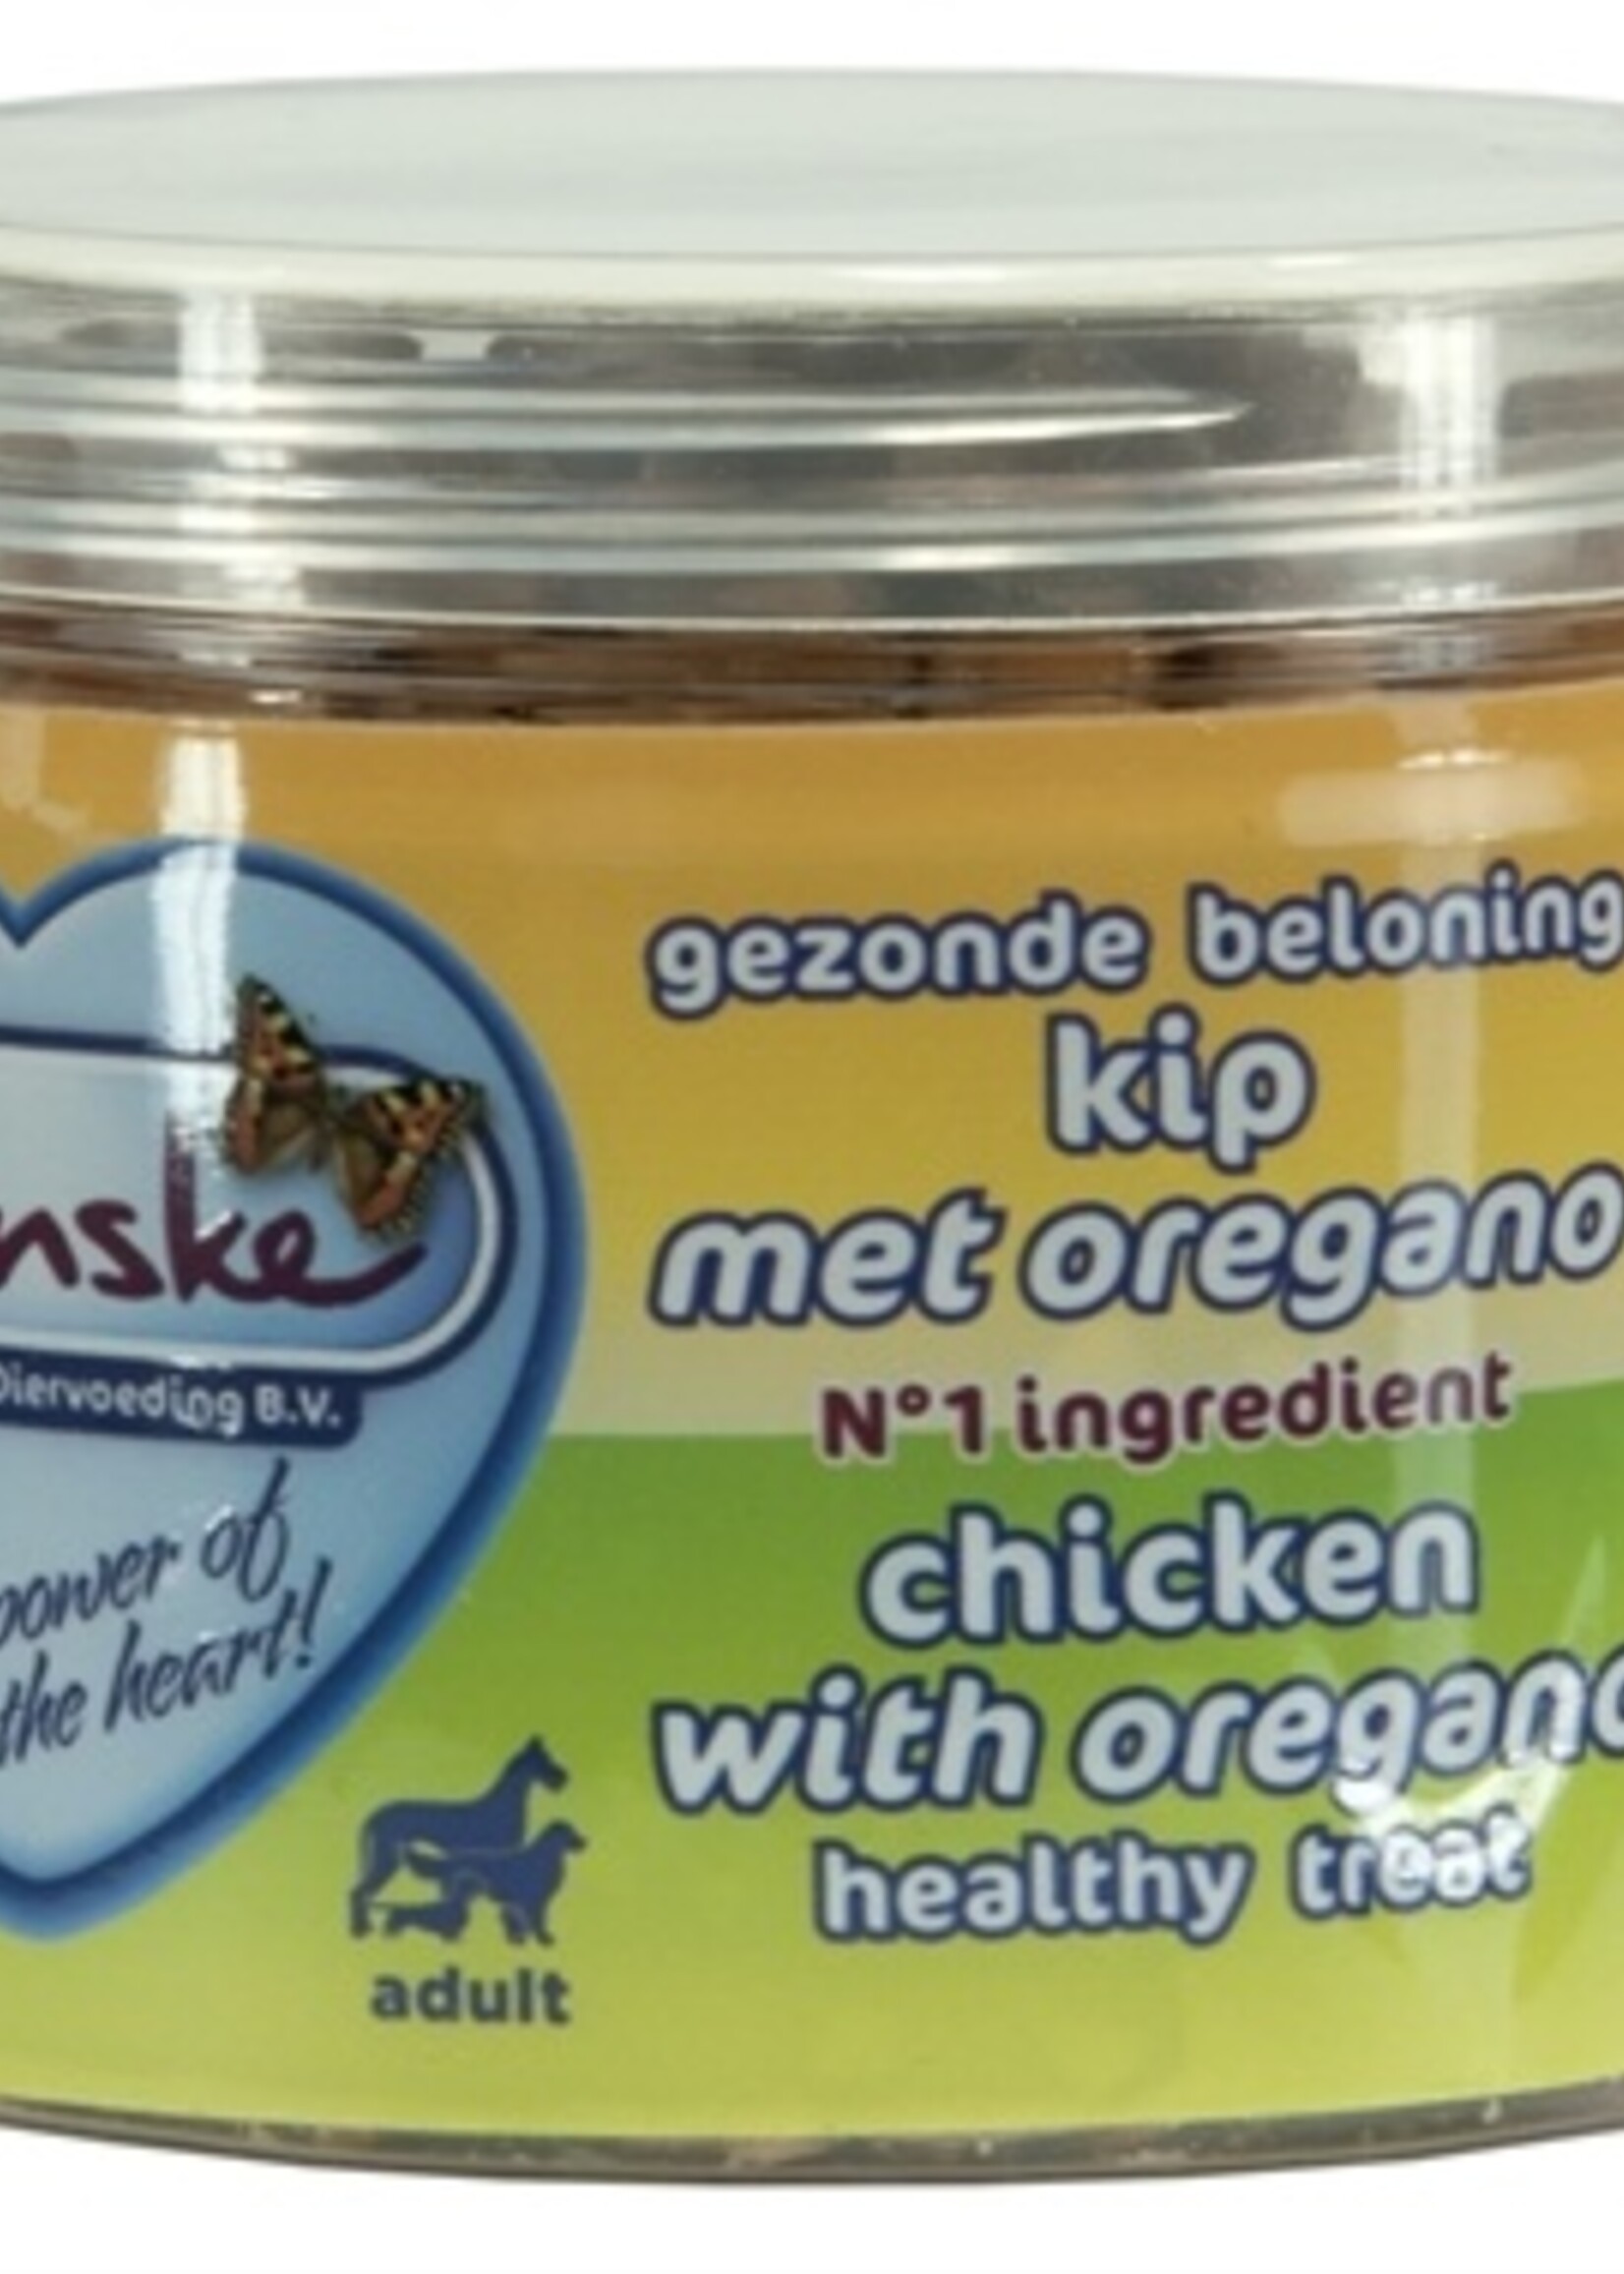 gezonde beloning
kip
met oregano
N°1 ingredient
chicken
with oregano
healthy treat
nske
Diervoeding B.V.
power of
the heart!
adult